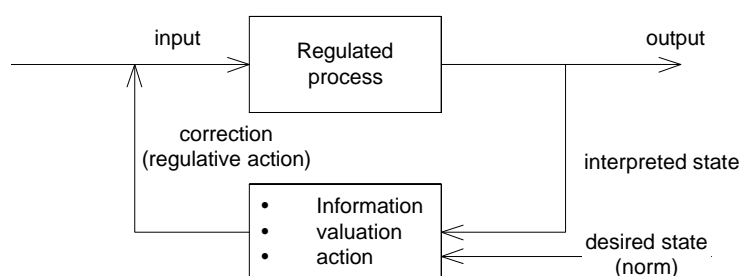 input
Regulated
process
output
correction
(regulative action)
interpreted state
• Information
• valuation
• action
desired state
(norm)